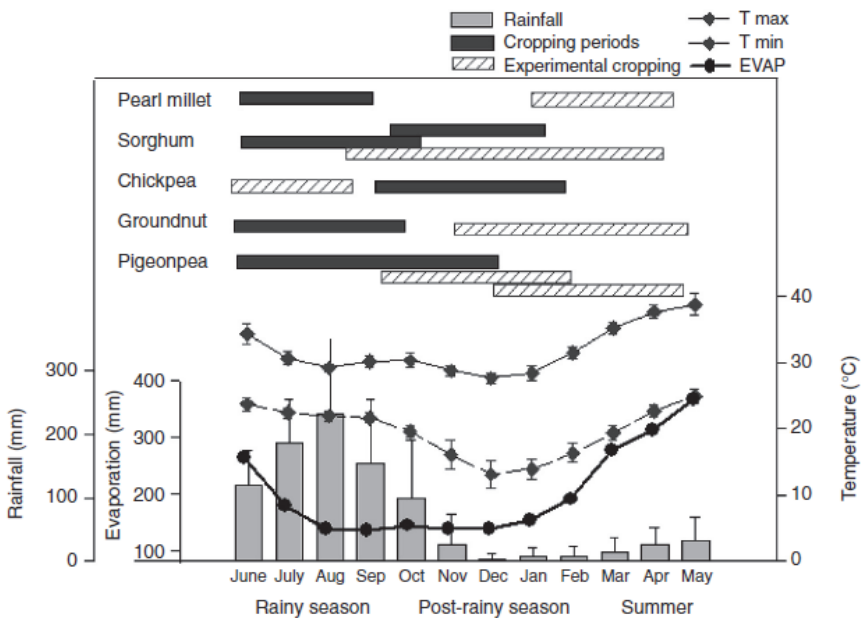 Rainfall
T max
Cropping periods
T min
Experimental cropping
EVAP
Pearl millet
Sorghum
Chickpea
Groundnut
Pigeonpea
Rainfall (mm)
300
200
100
0
Evaporation (mm)
400
300
200
100
40
30
20
10
0
Temperature (°C)
June July Aug Sep Oct Nov Dec Jan Feb Mar Apr May
Rainy season Post-rainy season Summer